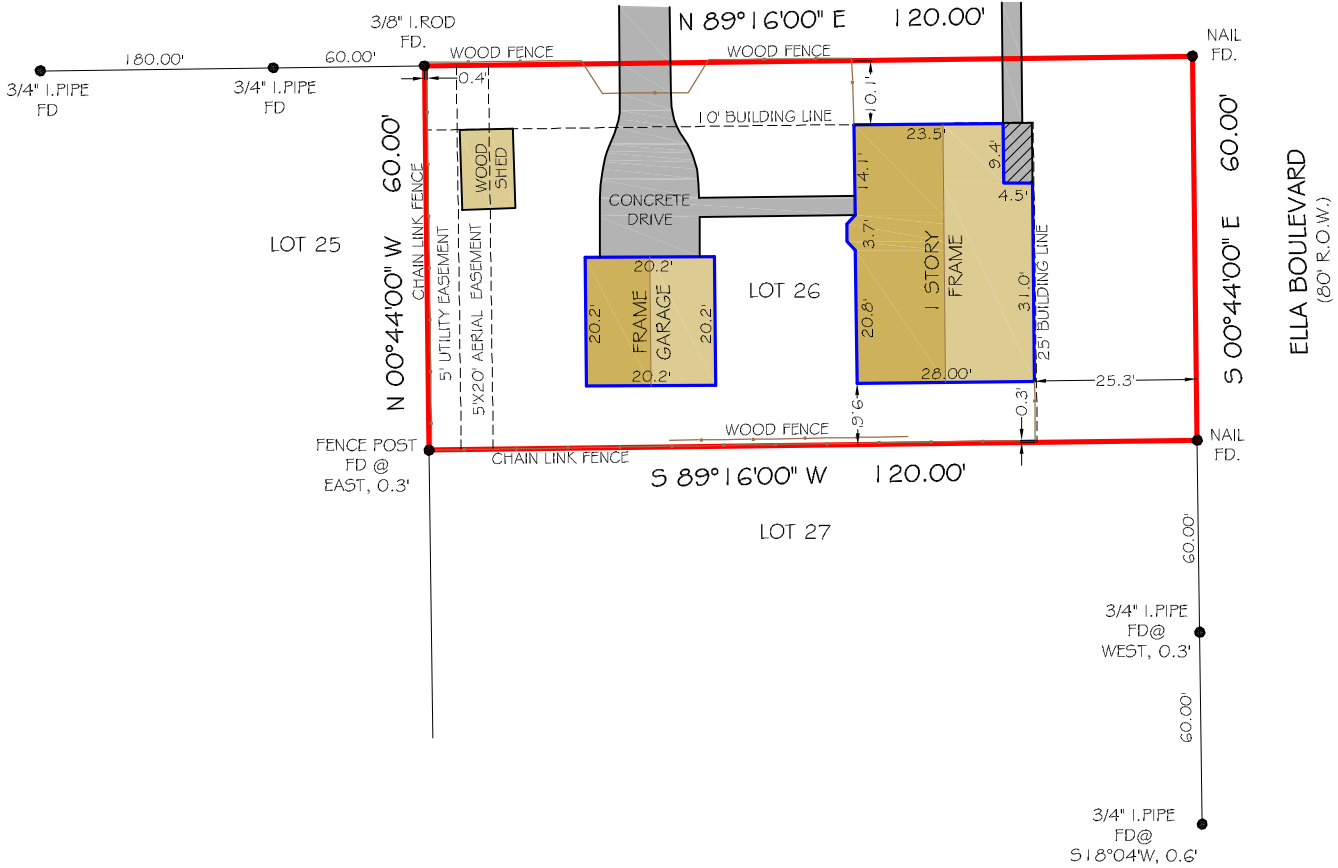 N 89°16'00" E 120.00'
3/8" I.ROD
FD.
NAIL
FD.
180.00'
60.00'
WOOD FENCE
WOOD FENCE
3/4" I.PIPE
FD
3/4" I.PIPE
FD
0.4'
10.1'
10' BUILDING LINE
23.5'
N 00°44'00" W 60.00'
CHAIN LINK FENCE
WOOD
SHED
CONCRETE
DRIVE
14.1'
9.4'
4.5'
3.7'
S 00°44'00" E 60.00'
ELLA BOULEVARD
(80' R.O.W.)
LOT 25
5' UTILITY EASEMENT
5'X20' AERIAL EASEMENT
20.2'
20.2'
FRAME
GARAGE
20.2'
20.2'
LOT 26
20.8'
1 STORY
FRAME
31.0'
25' BUILDING LINE
28.00'
25.3'
9.6'
0.3'
WOOD FENCE
FENCE POST
FD @
EAST, 0.3'
CHAIN LINK FENCE
NAIL
FD.
S 89°16'00" W 120.00'
LOT 27
60.00'
3/4" I.PIPE
FD@
WEST, 0.3'
60.00'
3/4" I.PIPE
FD@
S18°04'W, 0.6'